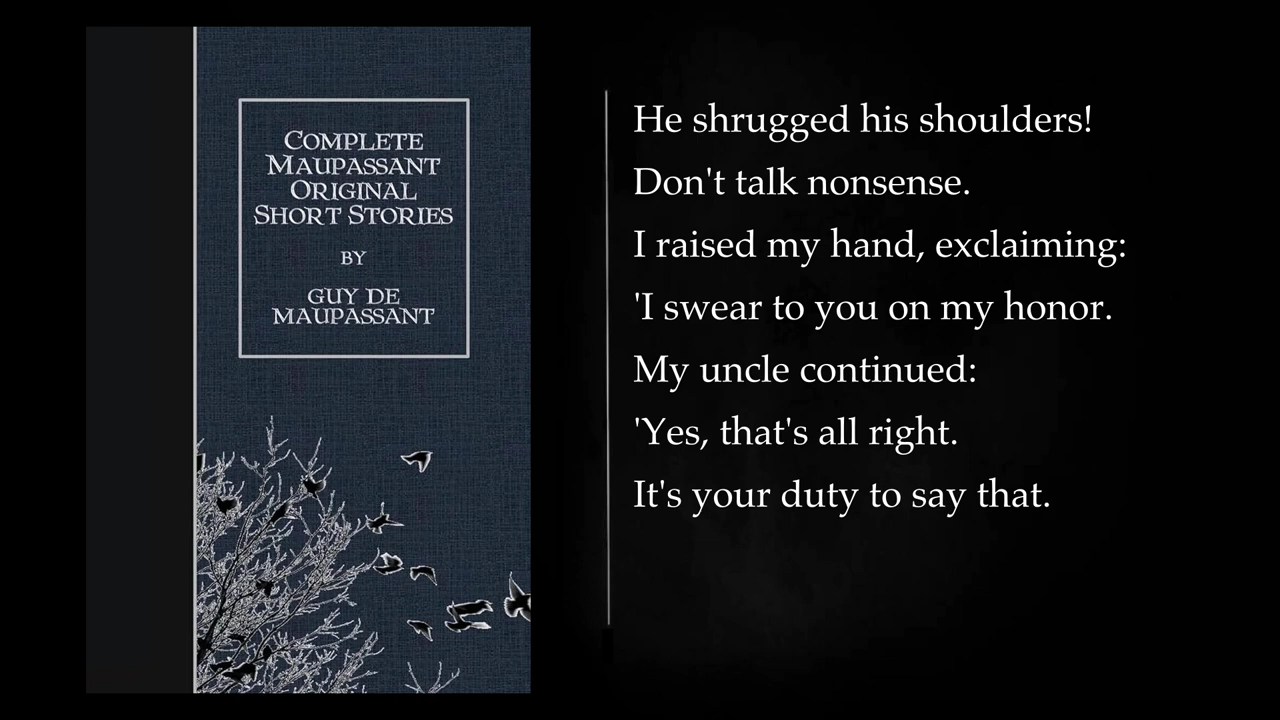 COMPLETE
MAUPASSANT
ORIGINAL
SHORT STORIES
BY
GUY DE
MAUPASSANT
He shrugged his shoulders!
Don't talk nonsense.
I raised my hand, exclaiming:
'I swear to you on my honor.
My uncle continued:
'Yes, that's all right.
It's your duty to say that.